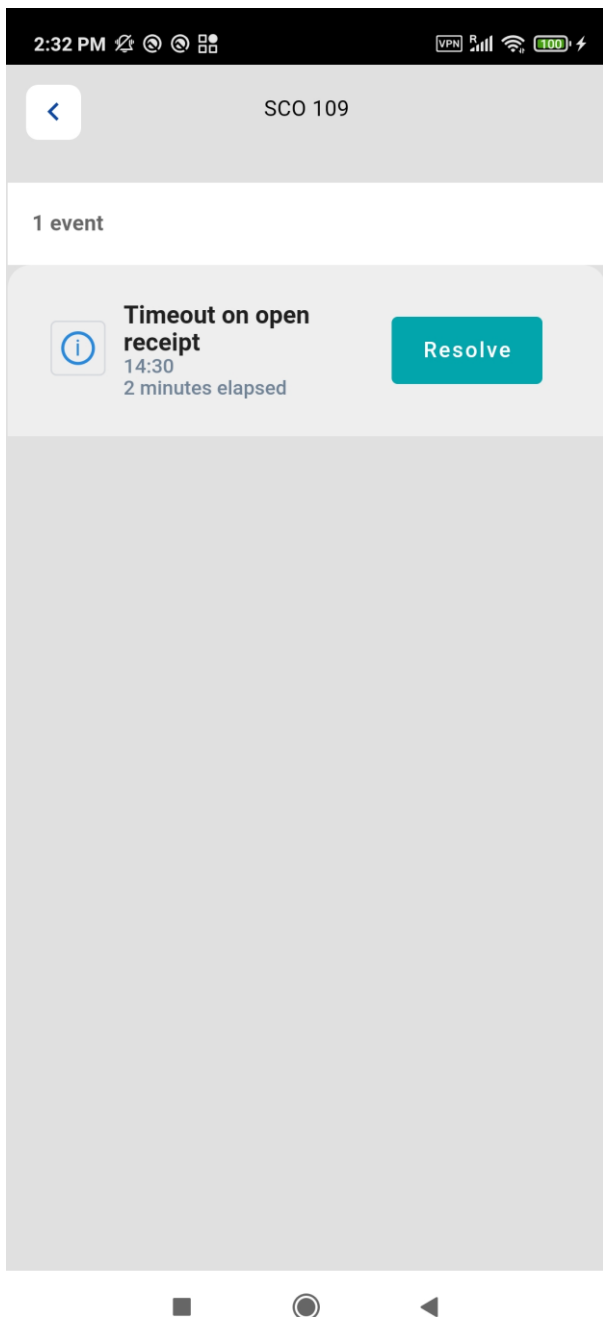 2:32 PM
VPN R 100
SCO 109
1 event
Timeout on open
receipt
14:30
2 minutes elapsed
Resolve